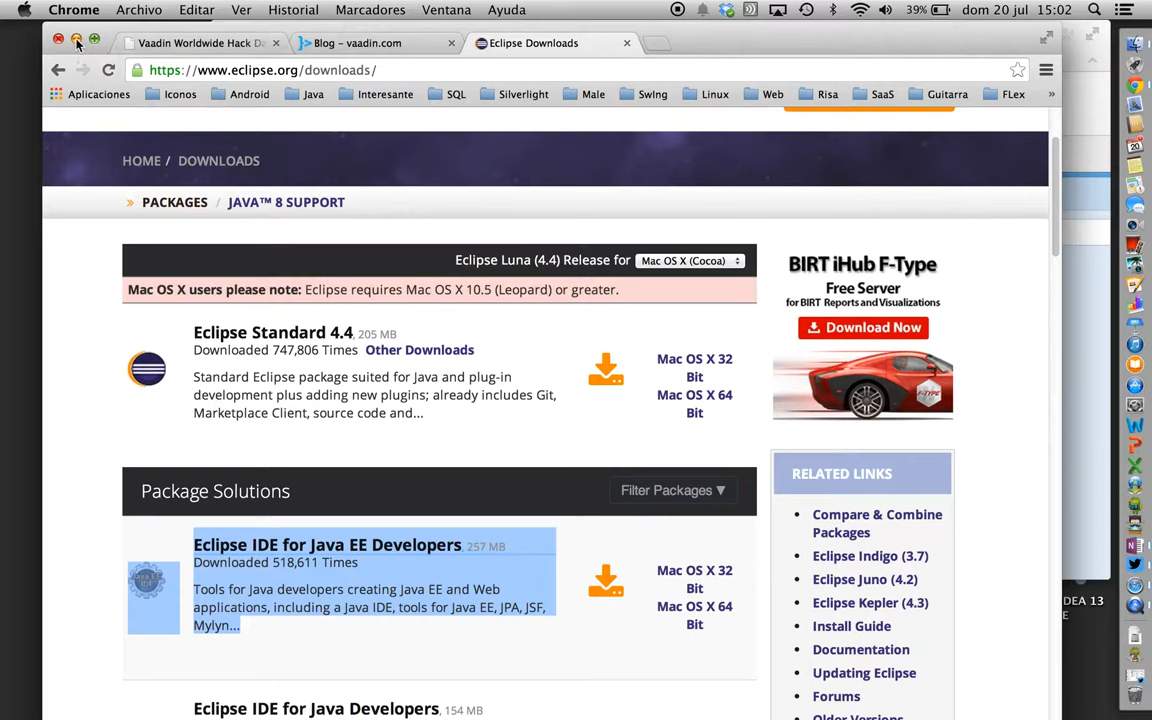 Chrome Archivo Editar Ver Historial Marcadores Ventana Ayuda 39% dom 20 jul 15:02
Vaadin Worldwide Hack Da Blog – vaadin.com Eclipse Downloads
https://www.eclipse.org/downloads/
Aplicaciones Iconos Android Java Interesante SQL Silverlight Male SwIng Linux Web Risa SaaS Guitarra FLex »
HOME / DOWNLOADS
PACKAGES / JAVA™ 8 SUPPORT
Eclipse Luna (4.4) Release for Mac OS X (Cocoa)
Mac OS X users please note: Eclipse requires Mac OS X 10.5 (Leopard) or greater.
Eclipse Standard 4.4, 205 MB
Downloaded 747,806 Times Other Downloads
Standard Eclipse package suited for Java and plug-in
development plus adding new plugins; already includes Git,
Marketplace Client, source code and...
Mac OS X 32
Bit
Mac OS X 64
Bit
BIRT iHub F-Type
Free Server
for BIRT Reports and Visualizations
Download Now
F-TYPE
Package Solutions Filter Packages ▼
Java EE
IDE
Eclipse IDE for Java EE Developers, 257 MB
Downloaded 518,611 Times
Tools for Java developers creating Java EE and Web
applications, including a Java IDE, tools for Java EE, JPA, JSF,
Mylyn...
Mac OS X 32
Bit
Mac OS X 64
Bit
Eclipse IDE for Java Developers, 154 MB
RELATED LINKS
Compare & Combine
Packages
Eclipse Indigo (3.7)
Eclipse Juno (4.2)
Eclipse Kepler (4.3)
Install Guide
Documentation
Updating Eclipse
Forums
Older Versions
DEA 13
E
20